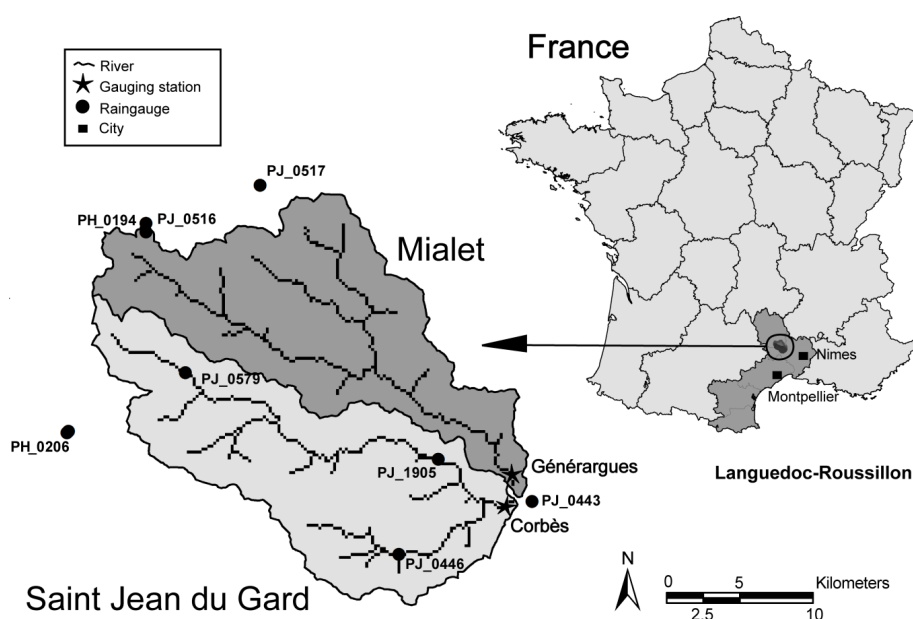 France
River
Gauging station
Raingauge
City
PJ_0517
PH_0194
PJ_0516
Mialet
Nimes
Montpellier
PJ_0579
PH_0206
PJ_1905
Générargues
Languedoc-Roussillon
PJ_0443
Corbès
PJ_0446
Saint Jean du Gard
N
0 5 Kilometers
2.5 10